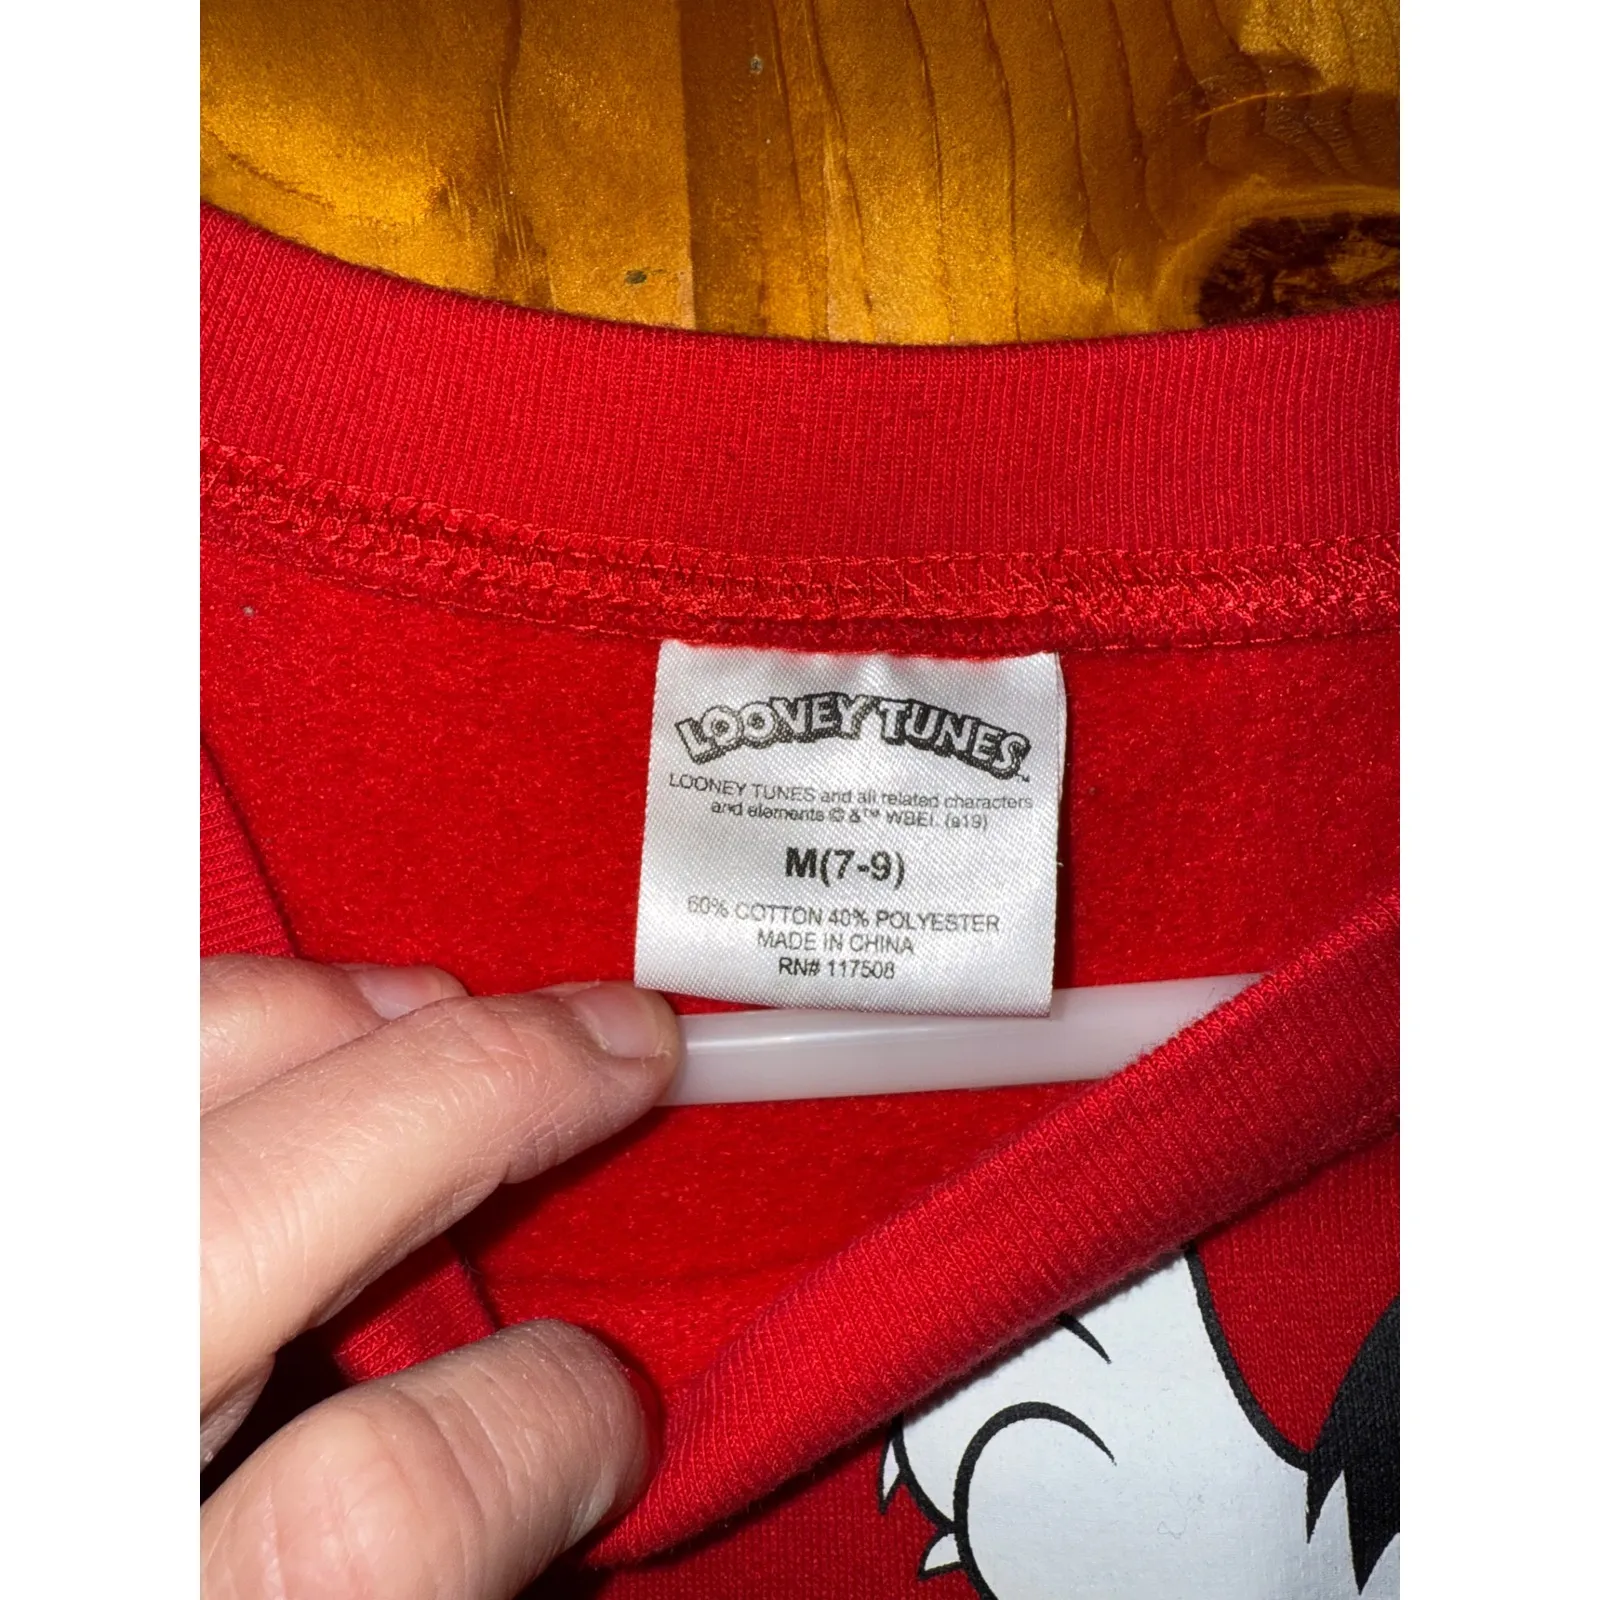 LOONEY TUNES™
LOONEY TUNES and all related characters
and elements © &™ WBEI. (s19)
M(7-9)
60% COTTON 40% POLYESTER
MADE IN CHINA
RN# 117508